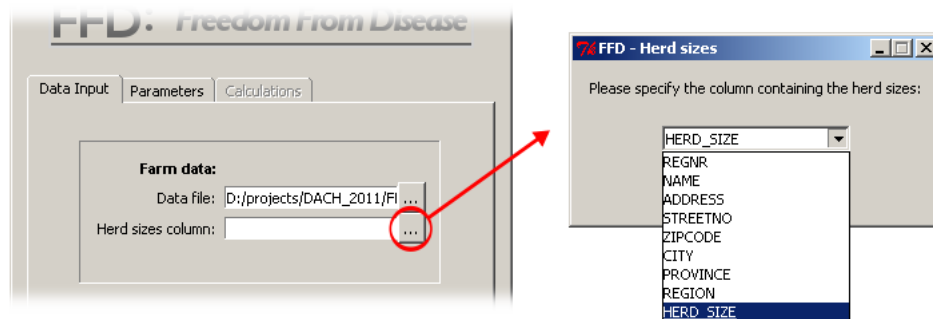 FFD: Freedom From Disease
Data Input
Parameters
Calculations
Farm data:
Data file: D:/projects/DACH_2011/FI ...
Herd sizes column: ...
FFD - Herd sizes
Please specify the column containing the herd sizes:
HERD_SIZE
REGNR
NAME
ADDRESS
STREETNO
ZIPCODE
CITY
PROVINCE
REGION
HERD_SIZE